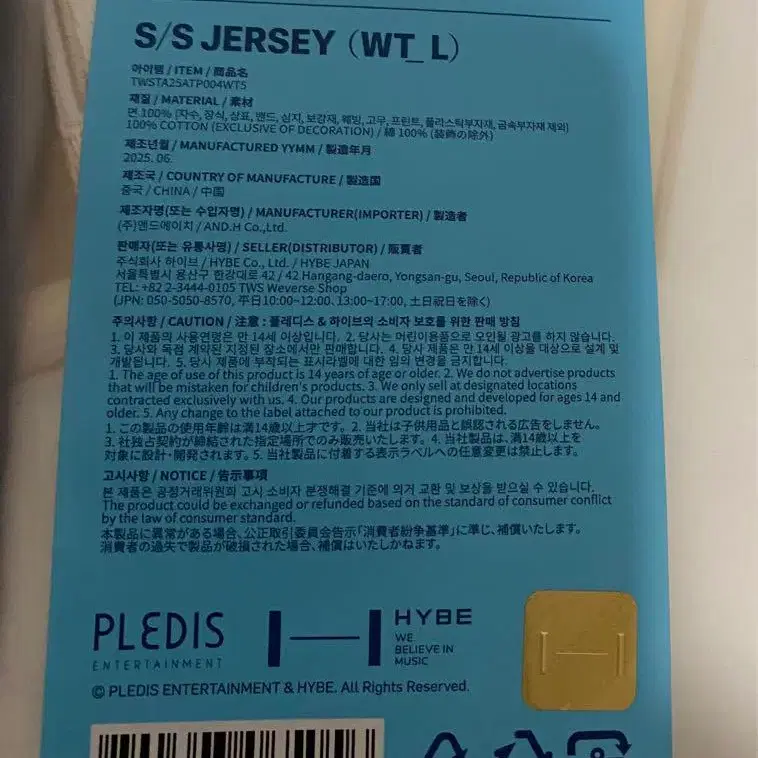 S/S JERSEY (WT_L)
아이템 / ITEM / 商品名
TWSTA25ATP004WT5
재질 / MATERIAL / 素材
면 100% (자수, 장식, 상표, 밴드, 심지, 보강재, 웨빙, 고무, 프린트, 플라스틱부자재, 금속부자재 제외)
100% COTTON (EXCLUSIVE OF DECORATION) / 綿 100% (装飾の除外)
제조년월 / MANUFACTURED YYMM / 製造年月
2025. 06.
제조국 / COUNTRY OF MANUFACTURE / 製造国
중국 / CHINA / 中国
제조자명(또는 수입자명) / MANUFACTURER(IMPORTER) / 製造者
(주)앤드에이치 / AND.H Co.,Ltd.
판매자(또는 유통사명) / SELLER(DISTRIBUTOR) / 販賣者
주식회사 하이브 / HYBE Co., Ltd. / HYBE JAPAN
서울특별시 용산구 한강대로 42 / 42 Hangang-daero, Yongsan-gu, Seoul, Republic of Korea
TEL: +82 2-3444-0105 TWS Weverse Shop
(JPN: 050-5050-8570, 平日10:00~12:00、13:00~17:00, 土日祝日を除く)
주의사항 / CAUTION / 注意 : 플레디스 & 하이브의 소비자 보호를 위한 판매 방침
1. 이 제품의 사용연령은 만 14세 이상입니다. 2. 당사는 어린이용품으로 오인될 광고를 하지 않습니다.
3. 당사와 독점 계약된 지정된 장소에서만 판매합니다. 4. 당사 제품은 만 14세 이상을 대상으로 설계 및
개발됩니다. 5. 당시 제품에 부착되는 표시라벨에 대한 임의 변경을 금지합니다.
1. The age of use of this product is 14 years of age or older. 2. We do not advertise products
that will be mistaken for children's products. 3. We only sell at designated locations
contracted exclusively with us. 4. Our products are designed and developed for ages 14 and
older. 5. Any change to the label attached to our product is prohibited.
1. この製品の使用年齢は満14歳以上才です。2. 当社は子供用品と誤認される広告をしません。
3. 社独占契約が締結された指定場所でのみ販売いたします。4. 当社製品は、満14歳以上を
対象に設計・開発されます。5. 当社製品に付着する表示ラベルへの任意変更は禁止します。
고시사항 / NOTICE / 告示事項
본 제품은 공정거래위원회 고시 소비자 분쟁해결 기준에 의거 교환 및 보상을 받으실 수 있습니다.
The product could be exchanged or refunded based on the standard of consumer conflict
by the law of consumer standard.
本製品に異常がある場合、公正取引委員会告示「消費者紛争基準」に準じ、補償いたします。
消費者の過失で製品が破損された場合、補償はいたしかねます。
PLEDIS
ENTERTAINMENT
HYBE
WE
BELIEVE IN
MUSIC
© PLEDIS ENTERTAINMENT & HYBE. All Rights Reserved.